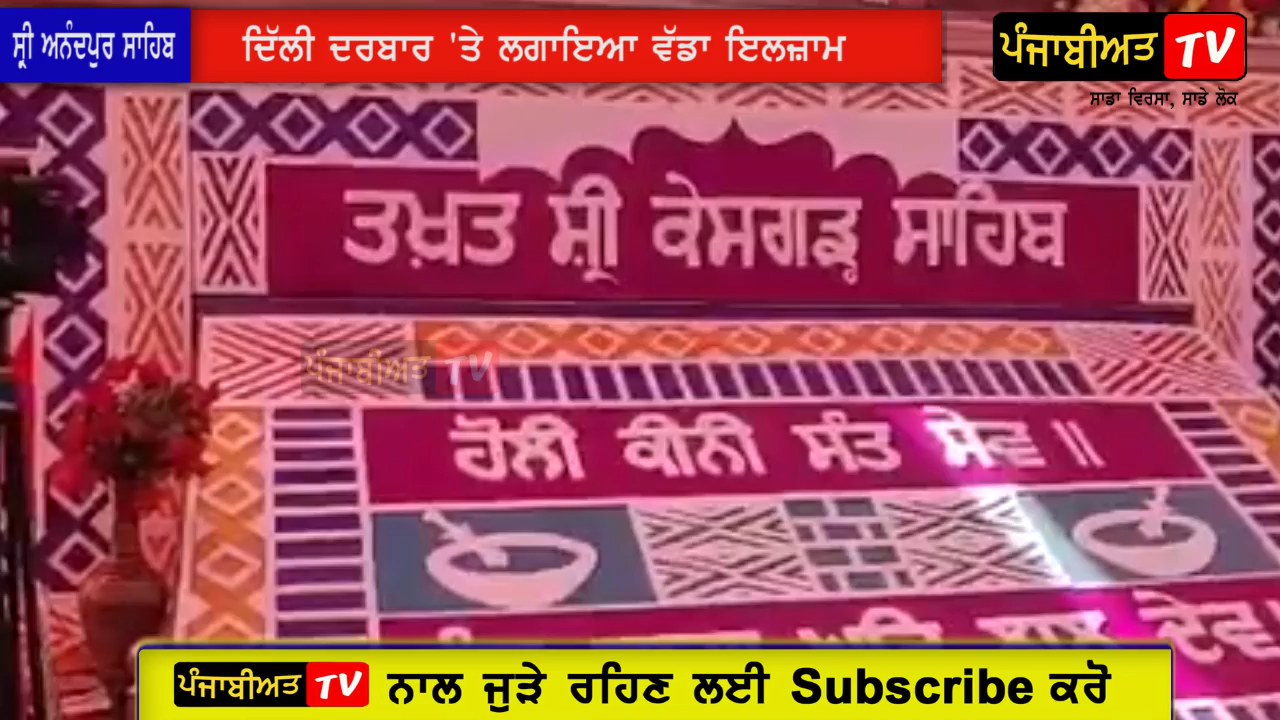 ਸ਼੍ਰੀ ਅਨੰਦਪੁਰ ਸਾਹਿਬ
ਦਿੱਲੀ ਦਰਬਾਰ 'ਤੇ ਲਗਾਇਆ ਵੱਡਾ ਇਲਜ਼ਾਮ
ਪੰਜਾਬੀਅਤ TV
ਸਾਡਾ ਵਿਰਸਾ, ਸਾਡੇ ਲੋਕ
ਤਖ਼ਤ ਸ਼੍ਰੀ ਕੇਸਗੜ੍ਹ ਸਾਹਿਬ
ਪੰਜਾਬੀਅਤ TV
ਹੋਲੀ ਕੀਨੀ ਸੰਤ ਸੇਵ ॥
ਲਾਲ ਦੇਵ
ਪੰਜਾਬੀਅਤ TV ਨਾਲ ਜੁੜੇ ਰਹਿਣ ਲਈ Subscribe ਕਰੋ